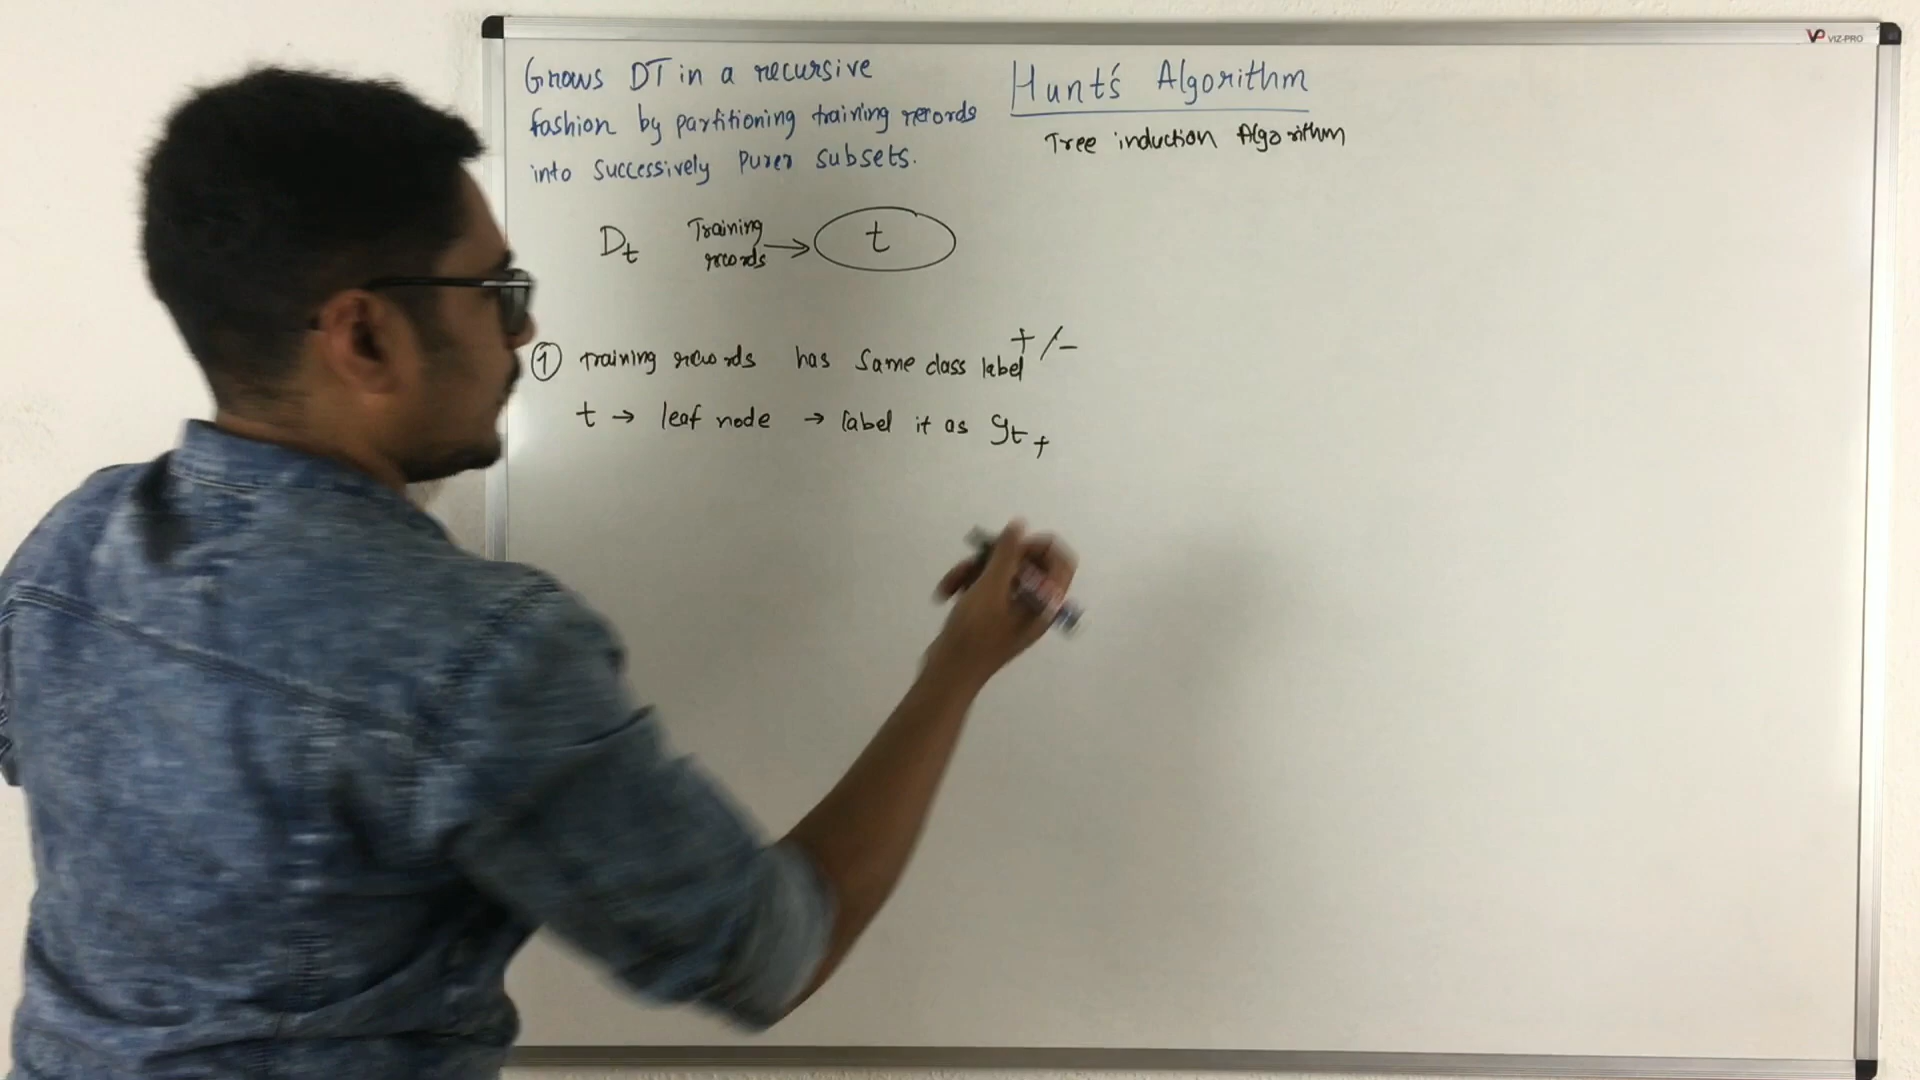 Grows DT in a recursive
fashion by partitioning training records
into successively purer subsets.
Hunt's Algorithm
Tree induction Algorithm
Dt Training records → t
① Training records has same class label +/-
t → leaf node → label it as yt +
VP VIZ-PRO